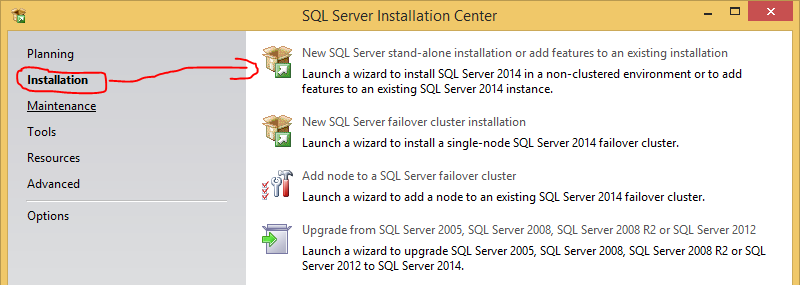 SQL Server Installation Center
Planning
Installation
Maintenance
Tools
Resources
Advanced
Options
New SQL Server stand-alone installation or add features to an existing installation
Launch a wizard to install SQL Server 2014 in a non-clustered environment or to add
features to an existing SQL Server 2014 instance.
New SQL Server failover cluster installation
Launch a wizard to install a single-node SQL Server 2014 failover cluster.
Add node to a SQL Server failover cluster
Launch a wizard to add a node to an existing SQL Server 2014 failover cluster.
Upgrade from SQL Server 2005, SQL Server 2008, SQL Server 2008 R2 or SQL Server 2012
Launch a wizard to upgrade SQL Server 2005, SQL Server 2008, SQL Server 2008 R2 or SQL
Server 2012 to SQL Server 2014.